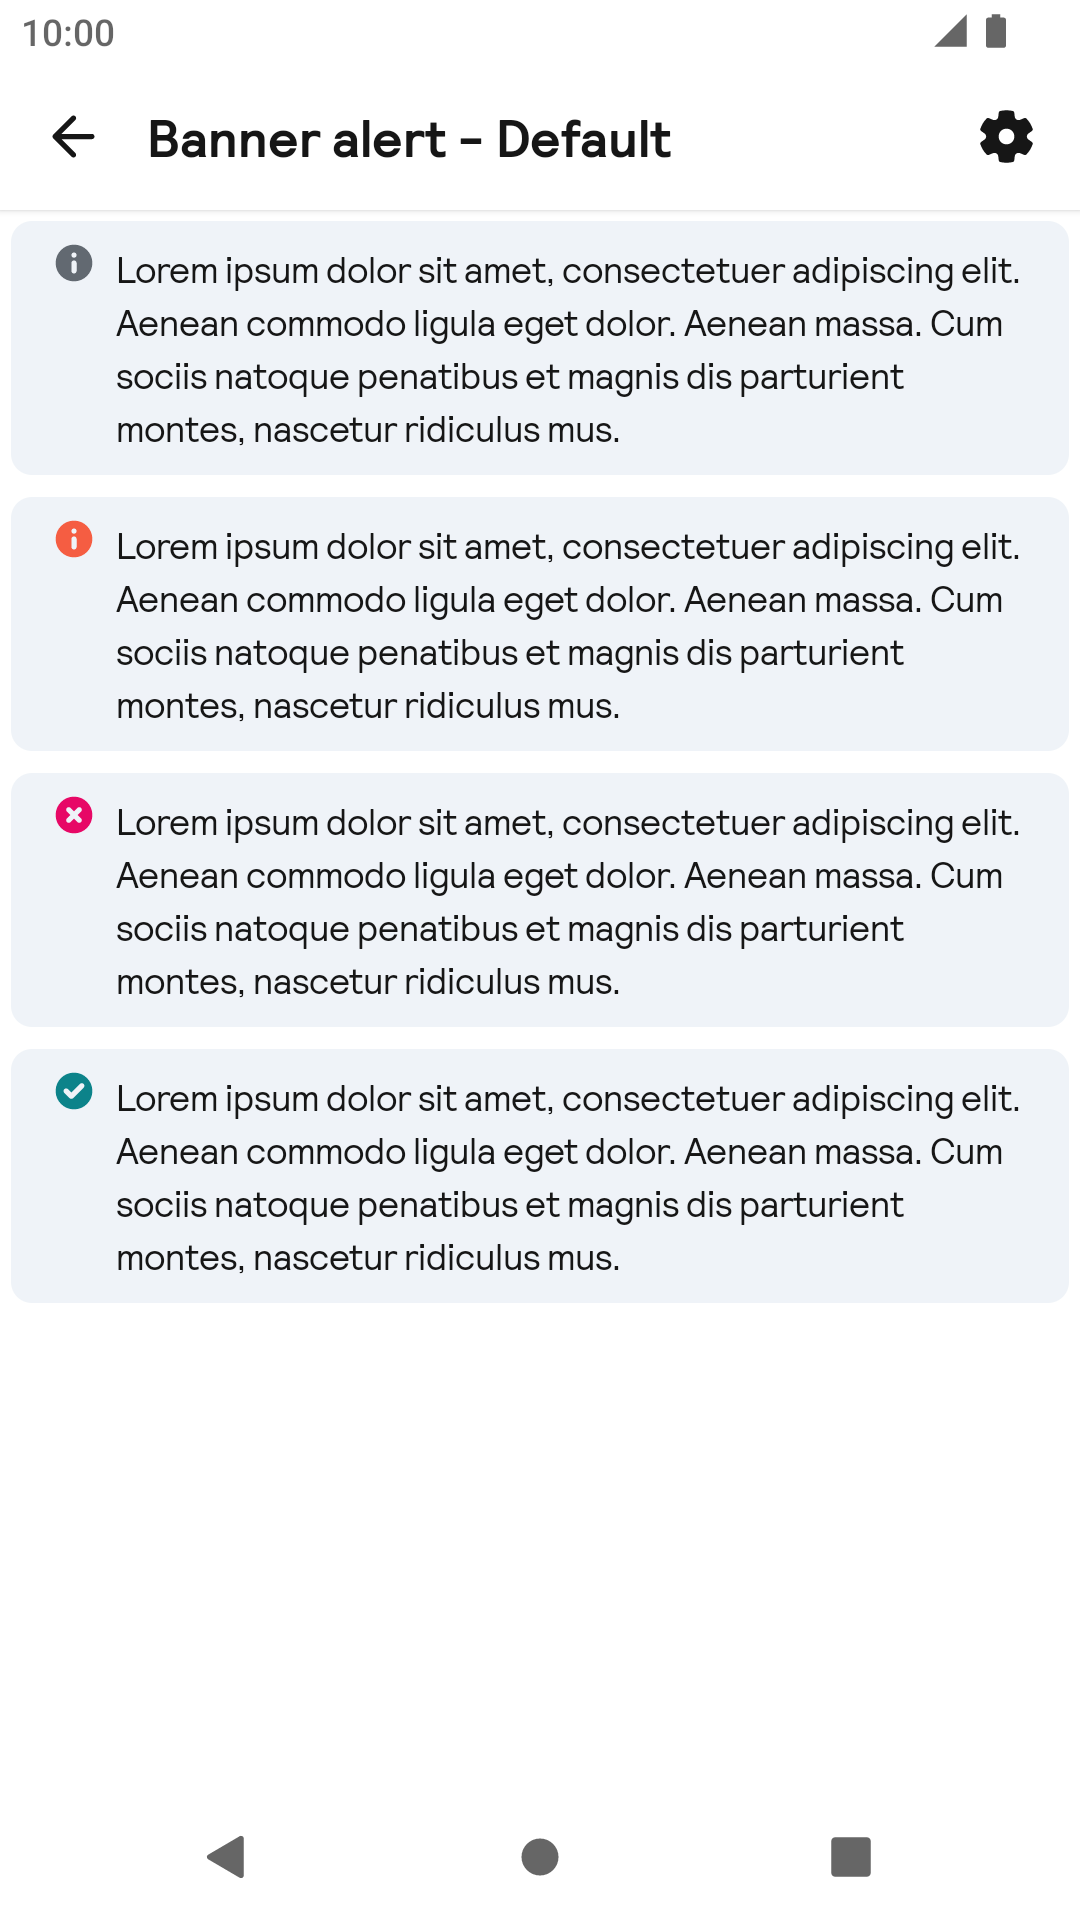 10:00
Banner alert - Default
Lorem ipsum dolor sit amet, consectetuer adipiscing elit.
Aenean commodo ligula eget dolor. Aenean massa. Cum
sociis natoque penatibus et magnis dis parturient
montes, nascetur ridiculus mus.
Lorem ipsum dolor sit amet, consectetuer adipiscing elit.
Aenean commodo ligula eget dolor. Aenean massa. Cum
sociis natoque penatibus et magnis dis parturient
montes, nascetur ridiculus mus.
Lorem ipsum dolor sit amet, consectetuer adipiscing elit.
Aenean commodo ligula eget dolor. Aenean massa. Cum
sociis natoque penatibus et magnis dis parturient
montes, nascetur ridiculus mus.
Lorem ipsum dolor sit amet, consectetuer adipiscing elit.
Aenean commodo ligula eget dolor. Aenean massa. Cum
sociis natoque penatibus et magnis dis parturient
montes, nascetur ridiculus mus.